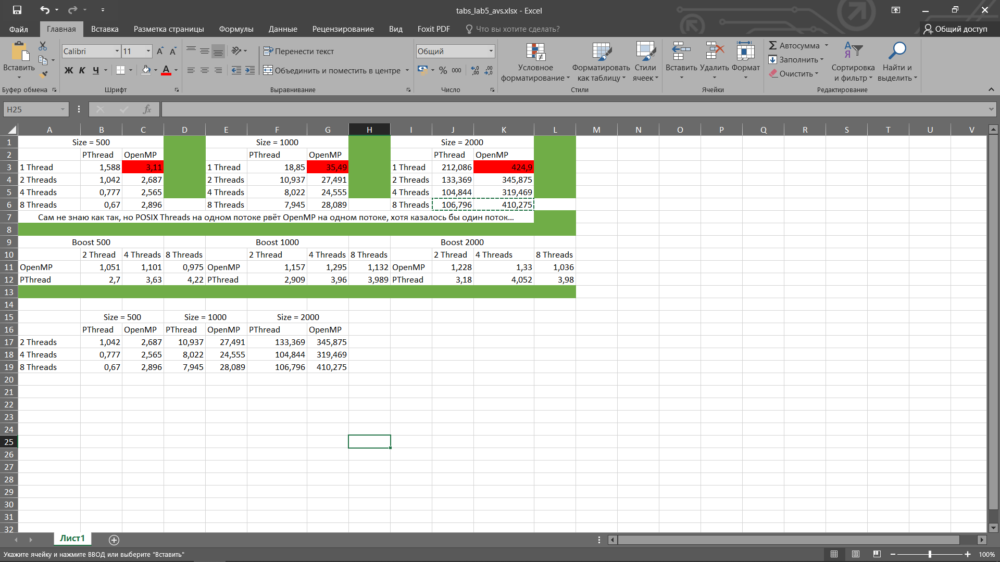 tabs_lab5_avs.xlsx - Excel
Файл Главная Вставка Разметка страницы Формулы Данные Рецензирование Вид Foxit PDF Что вы хотите сделать? Общий доступ
Вставить
Буфер обмена
Calibri 11
Ж К Ч А
Шрифт
Перенести текст
Объединить и поместить в центре
Выравнивание
Общий
% 000
Число
Условное форматирование
Форматировать как таблицу
Стили ячеек
Стили
Вставить Удалить Формат
Ячейки
Автосумма
Заполнить
Очистить
Сортировка и фильтр
Найти и выделить
Редактирование
H25 fx
A B C D E F G H I J K L M N O P Q R S T U V
1 Size = 500 Size = 1000 Size = 2000
2 PThread OpenMP PThread OpenMP PThread OpenMP
3 1 Thread 1,588 3,11 1 Thread 18,85 35,49 1 Thread 212,086 424,9
4 2 Threads 1,042 2,687 2 Threads 10,937 27,491 2 Threads 133,369 345,875
5 4 Threads 0,777 2,565 4 Threads 8,022 24,555 4 Threads 104,844 319,469
6 8 Threads 0,67 2,896 8 Threads 7,945 28,089 8 Threads 106,796 410,275
7 Сам не знаю как так, но POSIX Threads на одном потоке рвёт OpenMP на одном потоке, хотя казалось бы один поток...
8
9 Boost 500 Boost 1000 Boost 2000
10 2 Thread 4 Threads 8 Threads 2 Thread 4 Threads 8 Threads 2 Thread 4 Threads 8 Threads
11 OpenMP 1,051 1,101 0,975 OpenMP 1,157 1,295 1,132 OpenMP 1,228 1,33 1,036
12 PThread 2,7 3,63 4,22 PThread 2,909 3,96 3,989 PThread 3,18 4,052 3,98
13
14
15 Size = 500 Size = 1000 Size = 2000
16 PThread OpenMP PThread OpenMP PThread OpenMP
17 2 Threads 1,042 2,687 10,937 27,491 133,369 345,875
18 4 Threads 0,777 2,565 8,022 24,555 104,844 319,469
19 8 Threads 0,67 2,896 7,945 28,089 106,796 410,275
20
21
22
23
24
25
26
27
28
29
30
31
32
Лист1
Укажите ячейку и нажмите ВВОД или выберите "Вставить"
100%